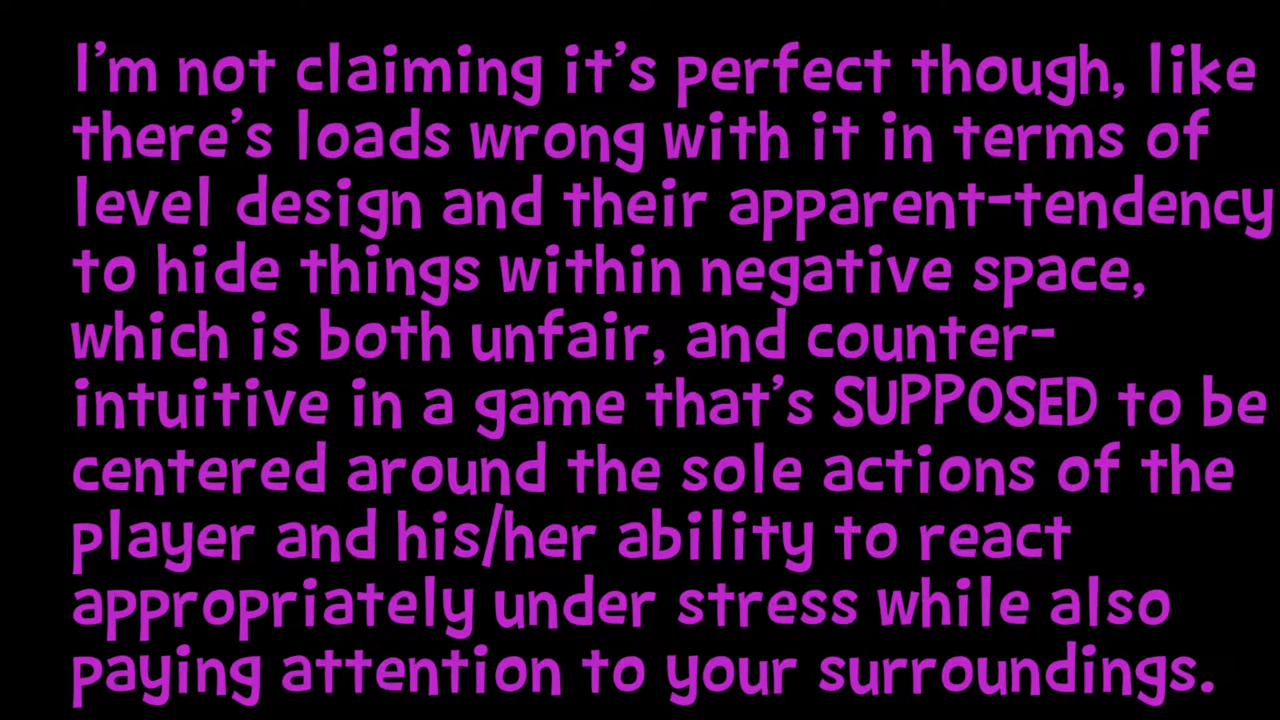 I'm not claiming it's perfect though, like
there's loads wrong with it in terms of
level design and their apparent-tendency
to hide things within negative space,
which is both unfair, and counter-
intuitive in a game that's SUPPOSED to be
centered around the sole actions of the
player and his/her ability to react
appropriately under stress while also
paying attention to your surroundings.